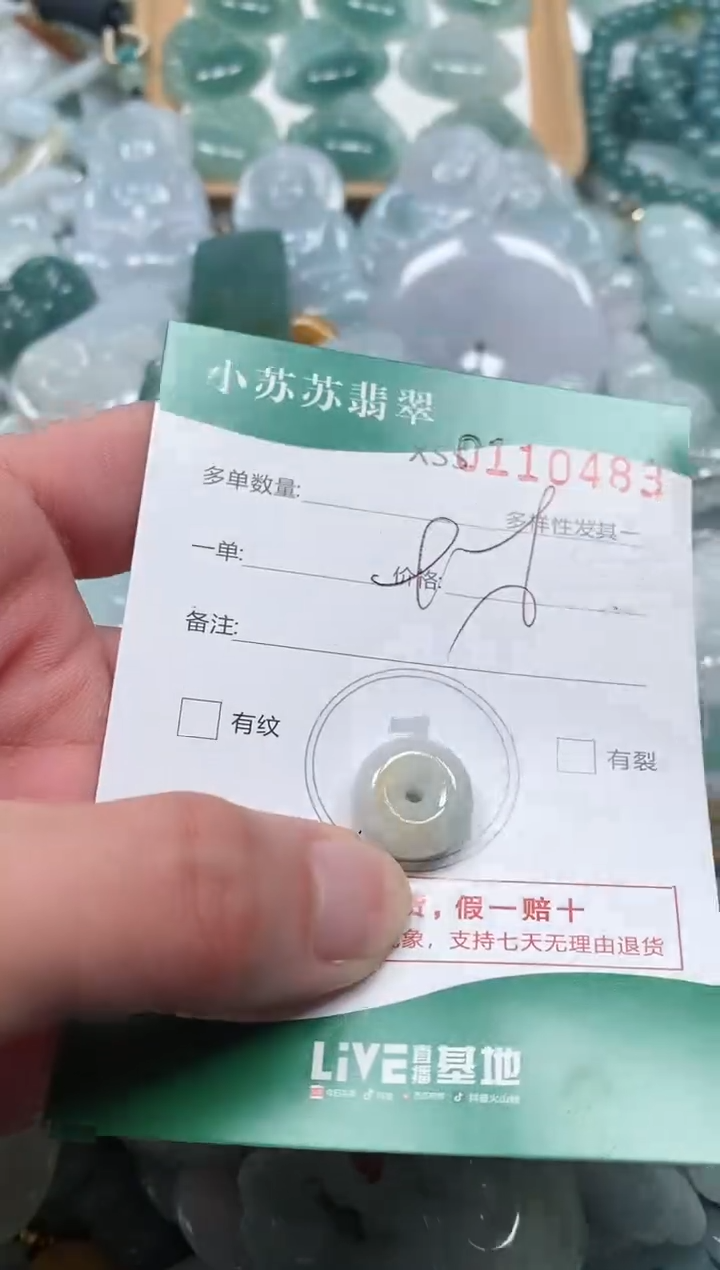 小苏苏翡翠
XSS0110483
多单数量:
多样性发其一
一单:
价格:
备注:
有纹
有裂
货，假一赔十
象，支持七天无理由退货
LiVE直播基地